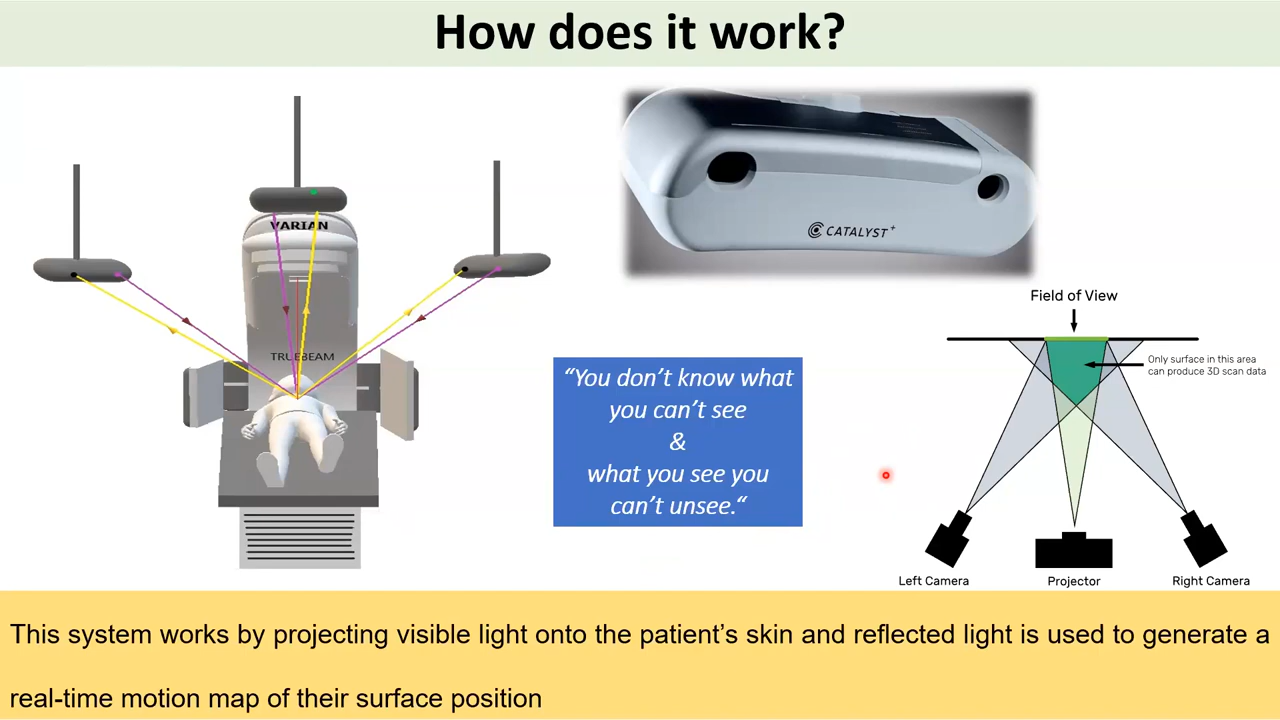 How does it work?
VARIAN
TRUEBEAM
CATALYST+
“You don’t know what
you can’t see
&
what you see you
can’t unsee.“
Field of View
Only surface in this area
can produce 3D scan data
Left Camera
Projector
Right Camera
This system works by projecting visible light onto the patient’s skin and reflected light is used to generate a
real-time motion map of their surface position